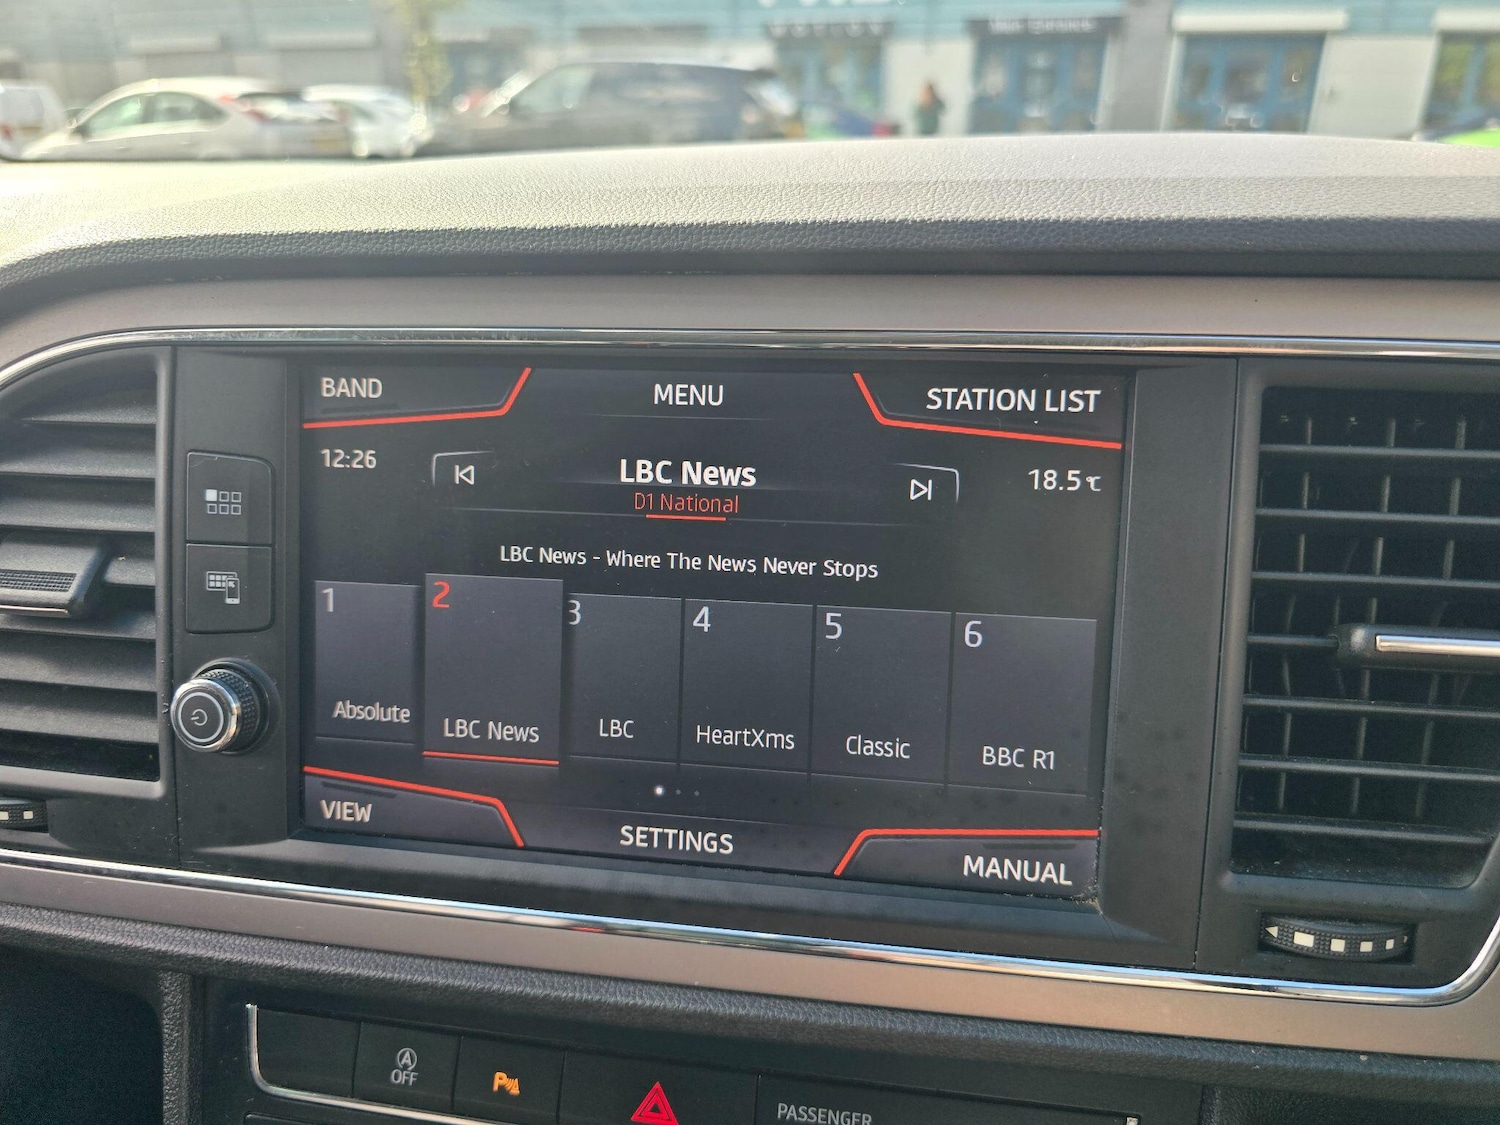 BAND
MENU
STATION LIST
12:26
LBC News
18.5℃
D1 National
LBC News - Where The News Never Stops
1
2
3
4
5
6
Absolute
LBC News
LBC
HeartXms
Classic
BBC R1
VIEW
SETTINGS
MANUAL
A
OFF
P
PASSENGER